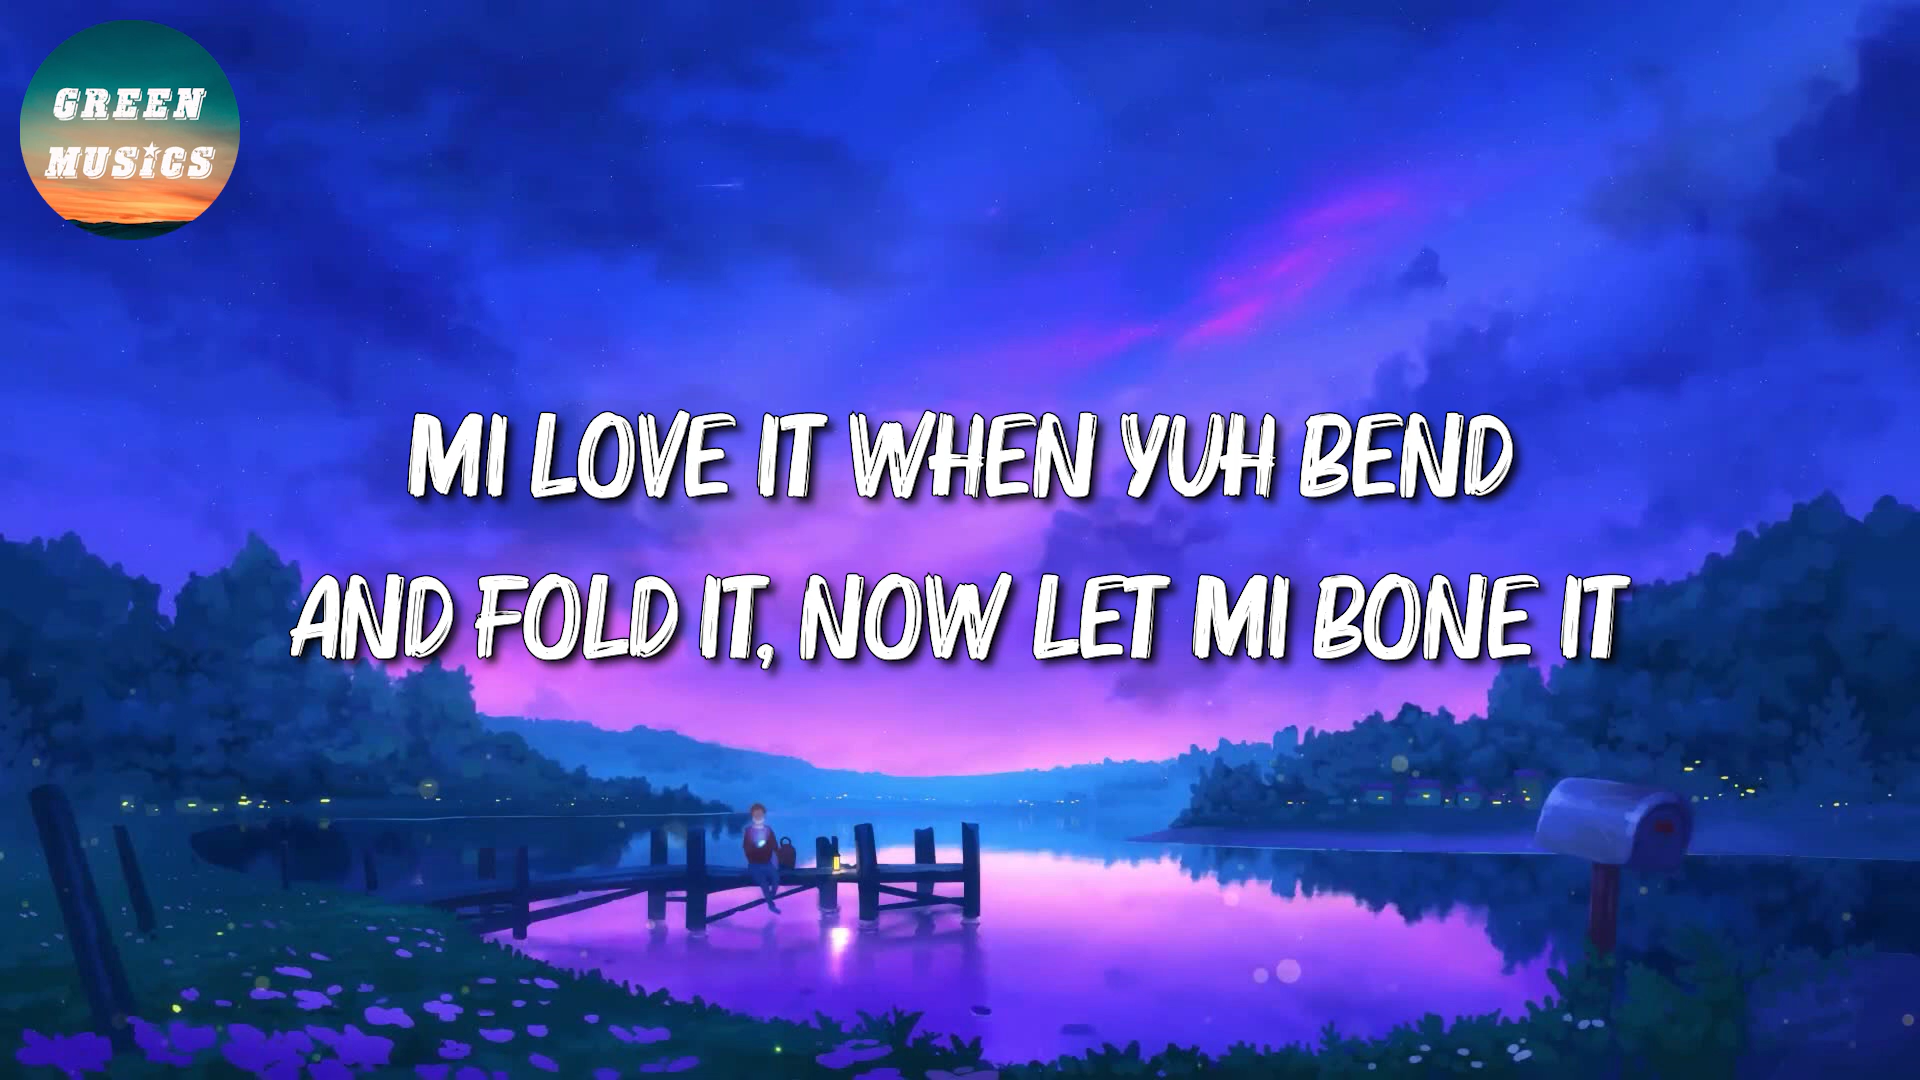 GREEN
MUSICS
MI LOVE IT WHEN YUH BEND
AND FOLD IT, NOW LET MI BONE IT